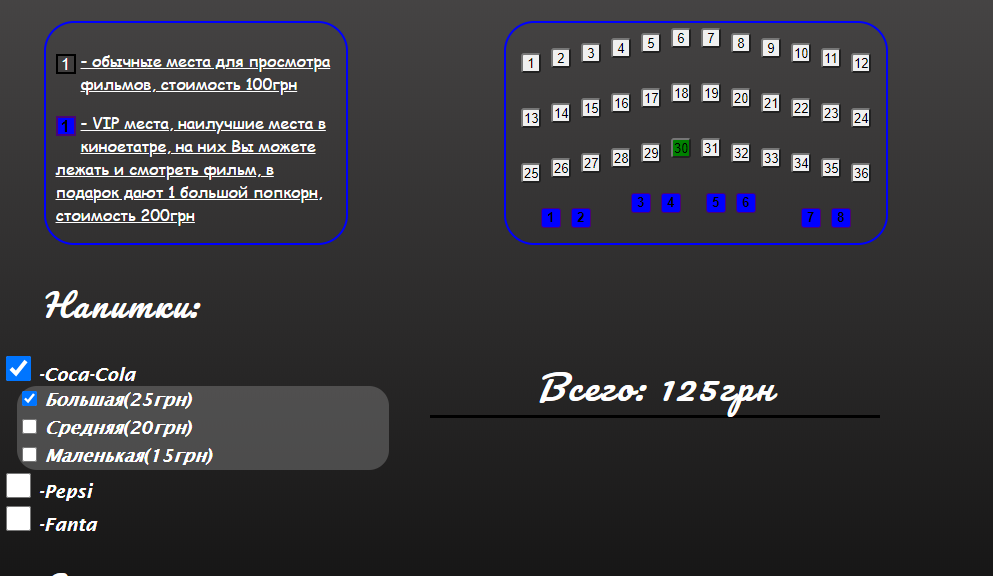 1 - обычные места для просмотра
фильмов, стоимость 100грн
1 - VIP места, наилучшие места в
киноетатре, на них Вы можете
лежать и смотреть фильм, в
подарок дают 1 большой попкорн,
стоимость 200грн
1 2 3 4 5 6 7 8 9 10 11 12
13 14 15 16 17 18 19 20 21 22 23 24
25 26 27 28 29 30 31 32 33 34 35 36
1 2 3 4 5 6 7 8
Напитки:
-Coca-Cola
Большая(25грн)
Средняя(20грн)
Маленькая(15грн)
-Pepsi
-Fanta
Всего: 125грн